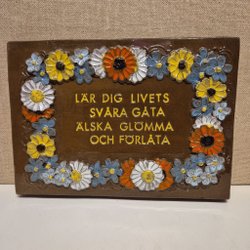 LÄR DIG LIVETS
SVÅRA GÅTA
ÄLSKA GLÖMMA
OCH FÖRLÅTA